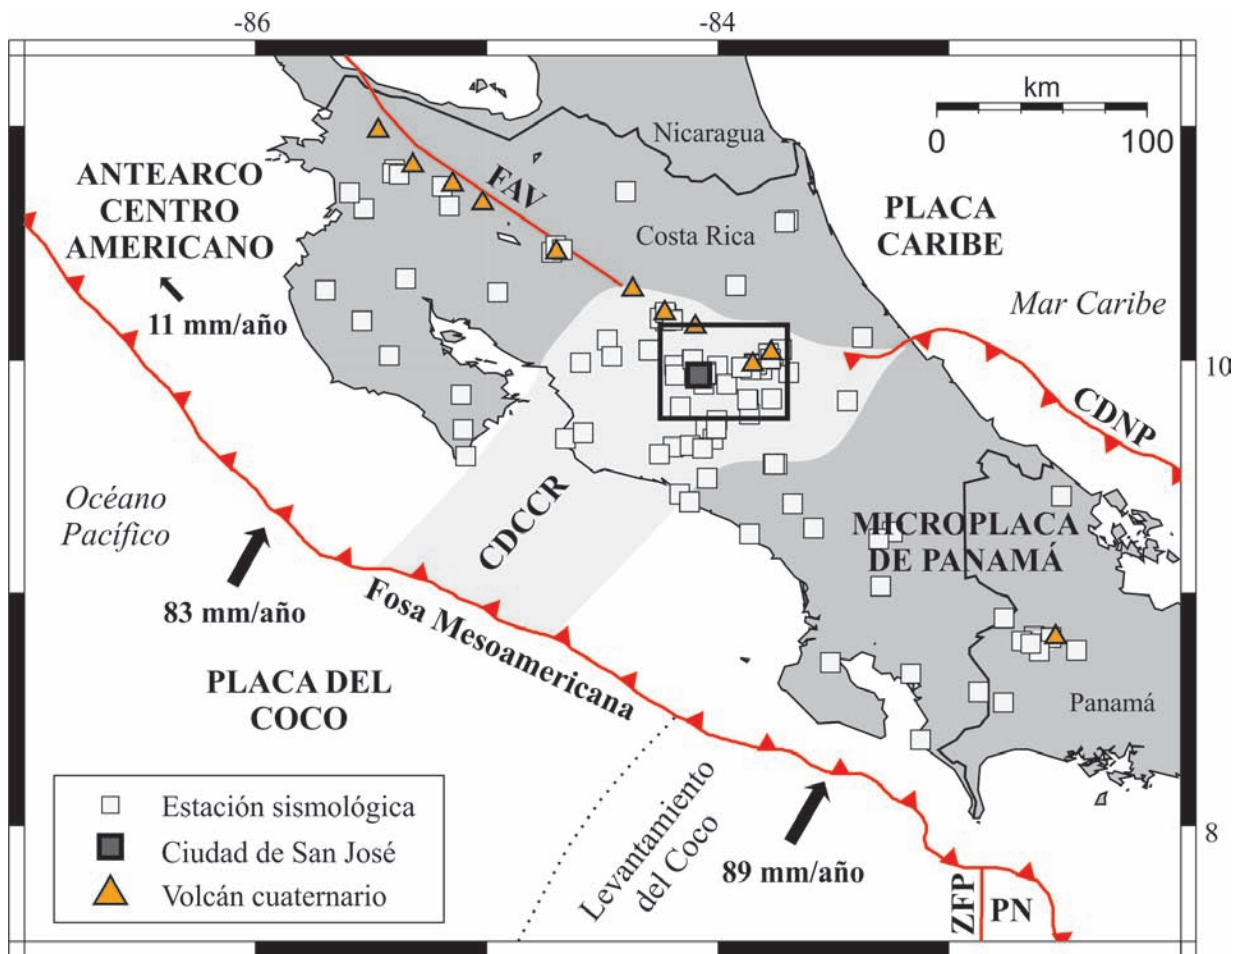 -86
-84
km
0
100
Nicaragua
ANTEARCO
CENTRO
AMERICANO
11 mm/año
FAV
PLACA
CARIBE
Costa Rica
Mar Caribe
10
CDNP
Océano
Pacífico
CDCCR
MICROPLACA
DE PANAMÁ
83 mm/año
Fosa Mesoamericana
PLACA DEL
COCO
Panamá
Levantamiento
del Coco
8
89 mm/año
ZFP
PN
Estación sismológica
Ciudad de San José
Volcán cuaternario